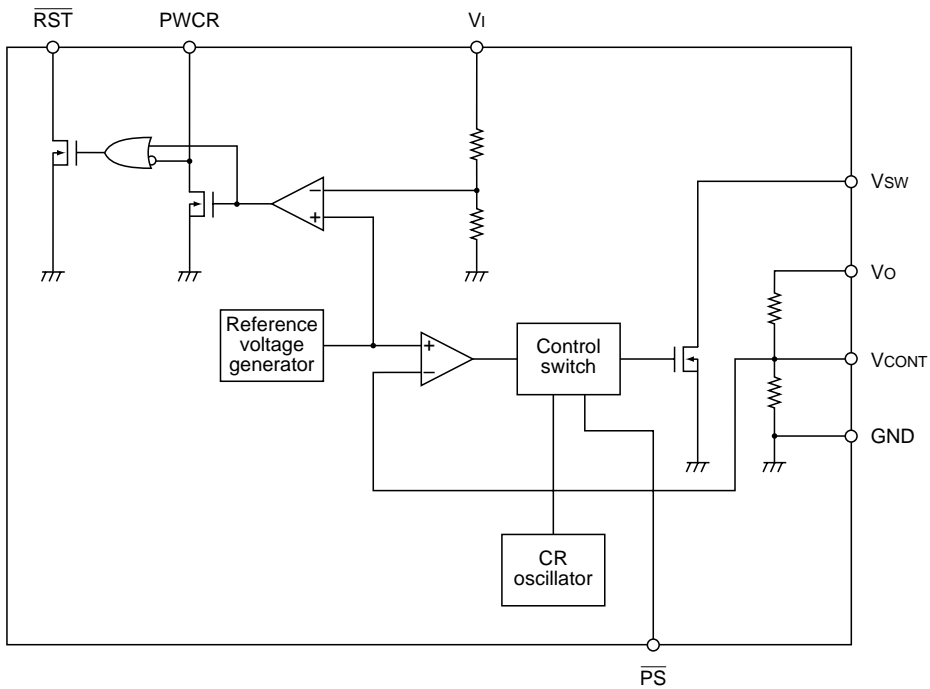 RST
PWCR
VI
VSW
VO
VCONT
GND
Reference
voltage
generator
Control
switch
CR
oscillator
PS
−
+
+
−